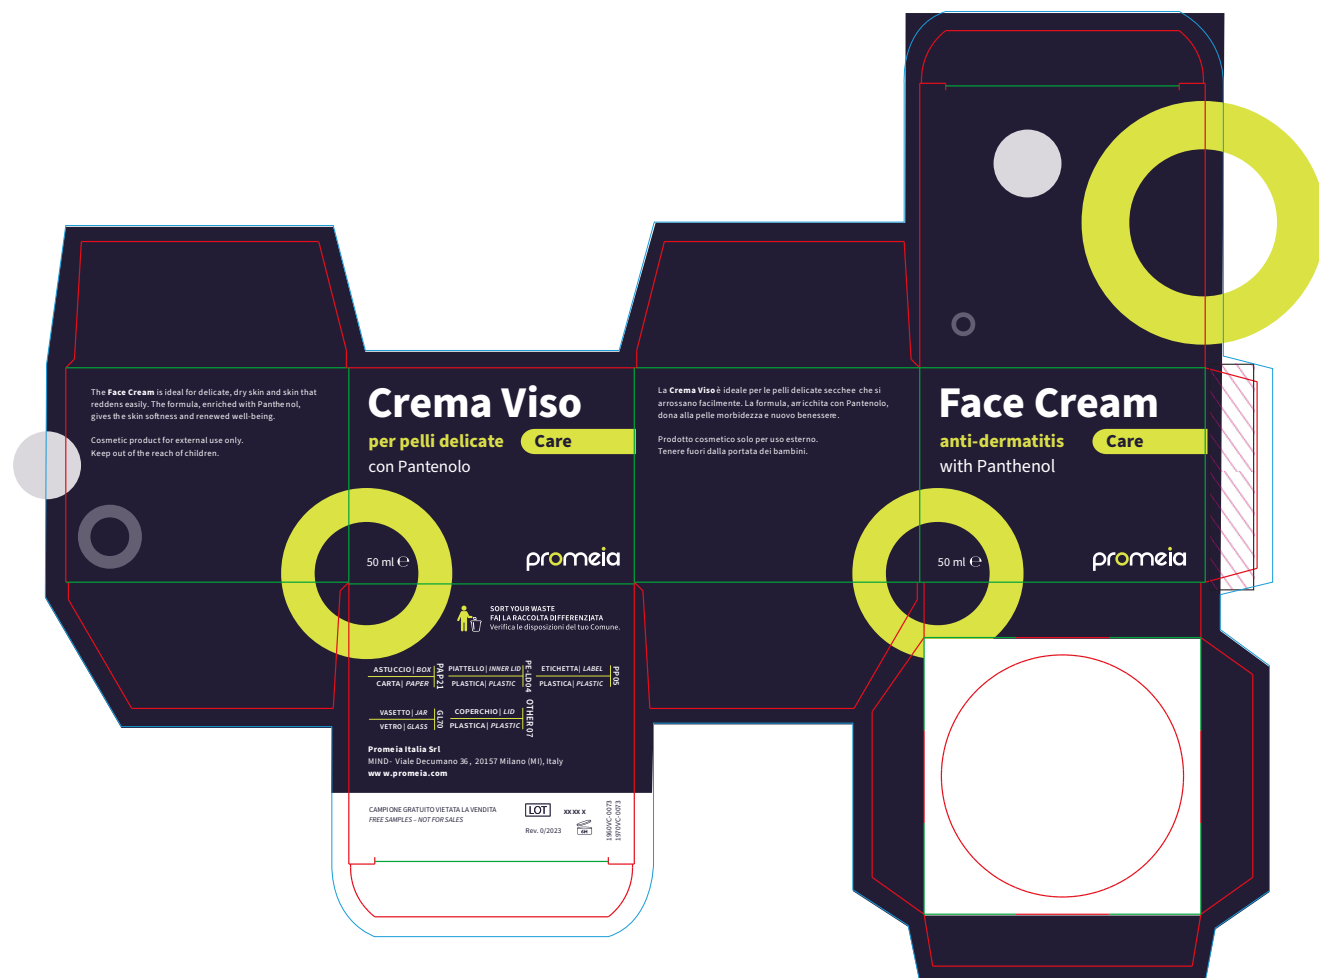 The Face Cream is ideal for delicate, dry skin and skin that
reddens easily. The formula, enriched with Panthenol,
gives the skin softness and renewed well-being.
Cosmetic product for external use only.
Keep out of the reach of children.
Crema Viso
per pelli delicate
Care
con Pantenolo
50 ml ℮
promeia
La Crema Viso è ideale per le pelli delicate secchee che si
arrossano facilmente. La formula, arricchita con Pantenolo,
dona alla pelle morbidezza e nuovo benessere.
Prodotto cosmetico solo per uso esterno.
Tenere fuori dalla portata dei bambini.
Face Cream
anti-dermatitis
Care
with Panthenol
50 ml ℮
promeia
SORT YOUR WASTE
FAI LA RACCOLTA DIFFERENZIATA
Verifica le disposizioni del tuo Comune.
ASTUCCIO | BOX
CARTA | PAPER
PAP 21
PIATTELLO | INNER LID
PLASTICA | PLASTIC
PE-LD 04
ETICHETTA | LABEL
PLASTICA | PLASTIC
PP 05
VASETTO | JAR
VETRO | GLASS
GL70
COPERCHIO | LID
PLASTICA | PLASTIC
OTHER 07
Promeia Italia Srl
MIND - Viale Decumano 36, 20157 Milano (MI), Italy
www.promeia.com
CAMPIONE GRATUITO VIETATA LA VENDITA
FREE SAMPLES – NOT FOR SALES
LOT
xxxxx
Rev. 0/2023
6M
1960VC-0073
1970VC-0073